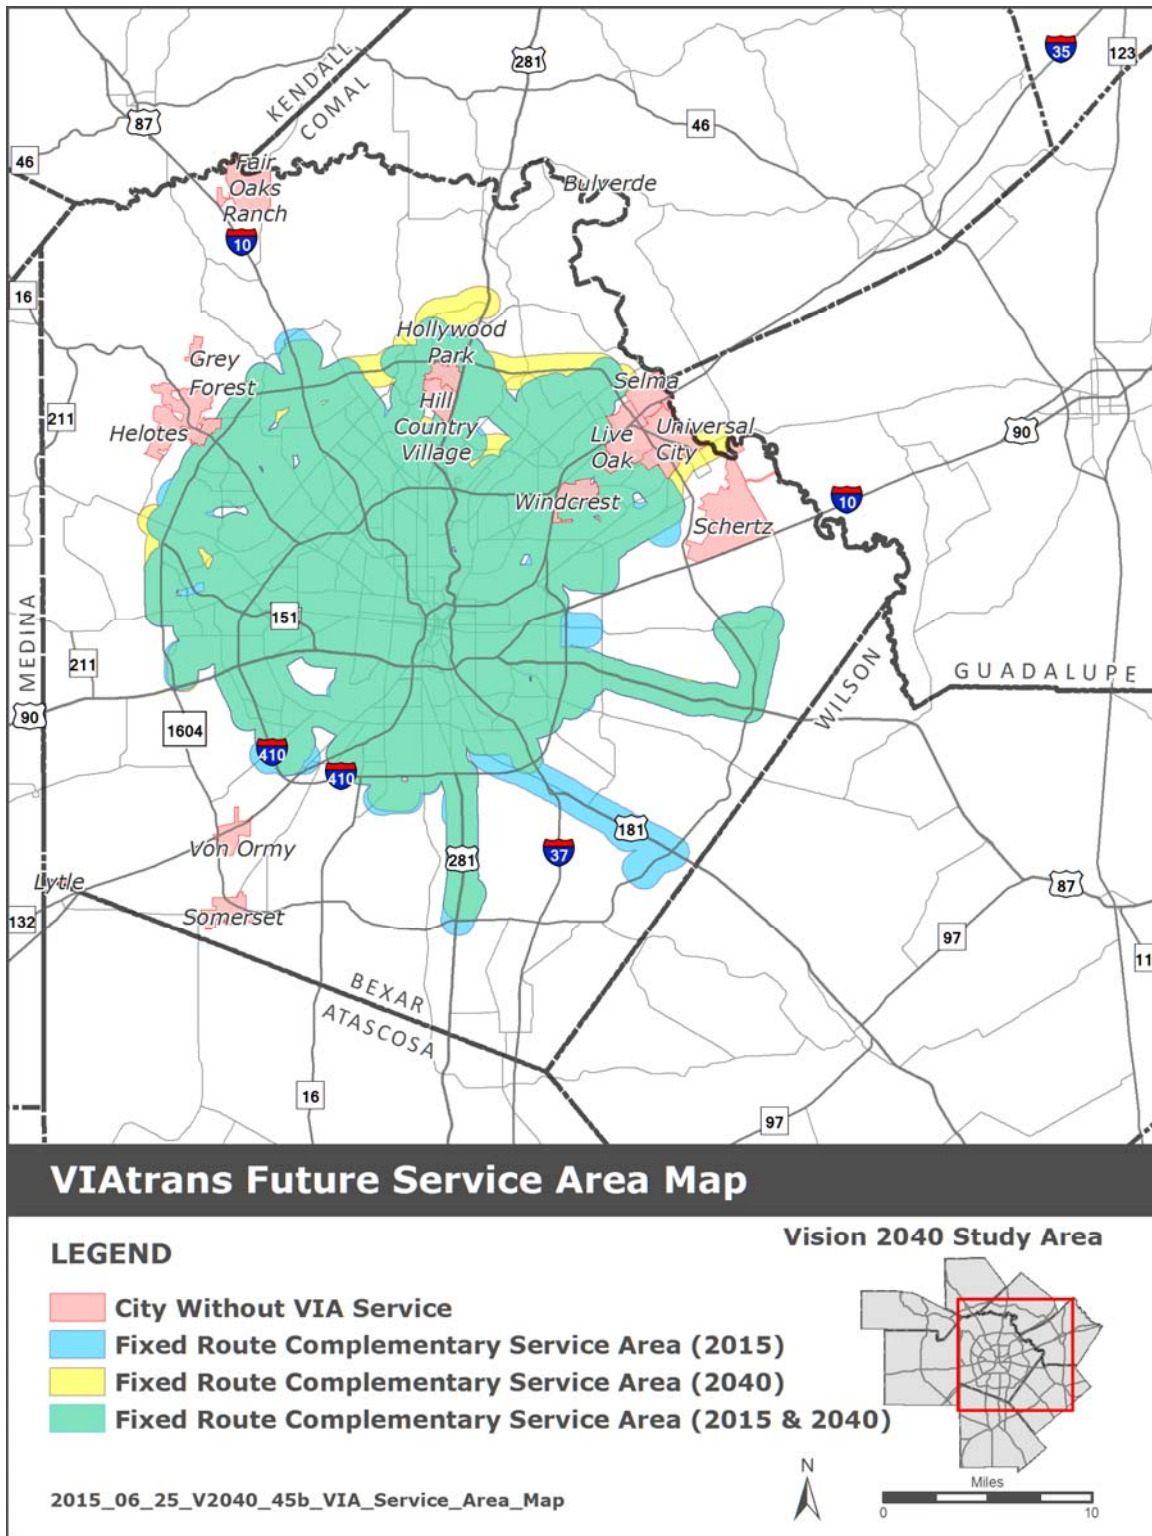 KENDALL
COMAL
281
35
123
87
46
46
Fair
Oaks
Ranch
Bulverde
10
16
Hollywood
Park
Grey
Forest
Selma
211
Hill
Country
Village
Helotes
Live
Oak
Universal
City
90
Windcrest
10
Schertz
MEDINA
151
211
WILSON
GUADALUPE
90
1604
410
410
181
Von Ormy
281
37
Lytle
87
Somerset
132
97
11
BEXAR
ATASCOSA
16
97
VIAtrans Future Service Area Map
LEGEND
City Without VIA Service
Fixed Route Complementary Service Area (2015)
Fixed Route Complementary Service Area (2040)
Fixed Route Complementary Service Area (2015 & 2040)
2015_06_25_V2040_45b_VIA_Service_Area_Map
Vision 2040 Study Area
N
Miles
0 10